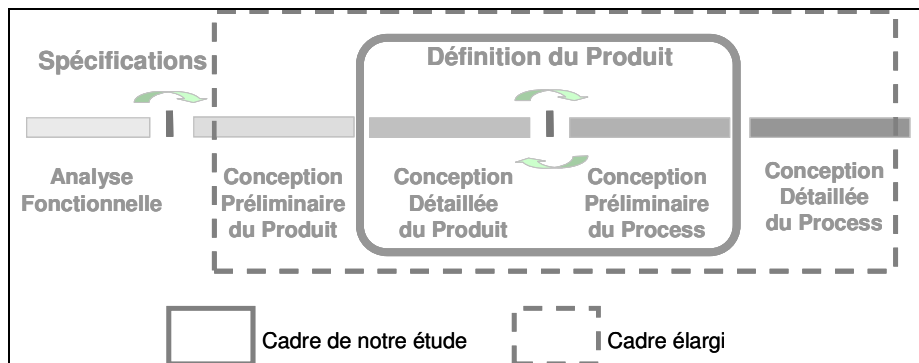 Spécifications
Définition du Produit
Analyse
Fonctionnelle
Conception
Préliminaire
du Produit
Conception
Détaillée
du Produit
Conception
Préliminaire
du Process
Conception
Détaillée
du Process
Cadre de notre étude
Cadre élargi